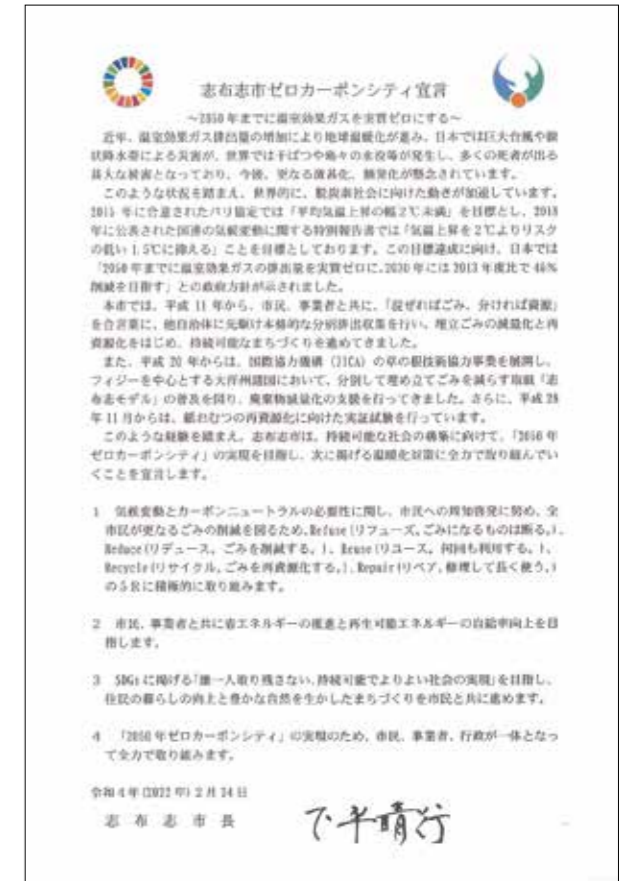 志布志市ゼロカーボンシティ宣言
～2050年までに温室効果ガスを実質ゼロにする～
近年、温室効果ガス排出量の増加により地球温暖化が進み、日本では巨大台風や線
状降水帯による災害が、世界では干ばつや数々の水没等が発生し、多くの死者が出る
甚大な被害となっており、今後、更なる激甚化、頻発化が懸念されています。
このような状況を踏まえ、世界的に、脱炭素社会に向けた動きが加速しています。
2015年に合意されたパリ協定では「平均気温上昇の幅2℃未満」を目標とし、2018
年に公表された国連の気候変動に関する特別報告書では「気温上昇を2℃よりリスク
の低い1.5℃に抑える」ことを目標としております。この目標達成に向け、日本では
「2050年までに温室効果ガスの排出量を実質ゼロに、2030年には2013年度比で46%
削減を目指す」との政府方針が示されました。
本市では、平成11年から、市民、事業者と共に、「混ぜればごみ、分ければ資源」
を合言葉に、他自治体に先駆け本格的な分別排出収集を行い、埋立ごみの減量化と再
資源化をはじめ、持続可能なまちづくりを進めてきました。
また、平成20年からは、国際協力機構（JICA）の草の根技術協力事業を展開し、
フィジーを中心とする大洋州諸国において、分別して埋め立てごみを減らす取組「志
布志モデル」の普及を図り、廃棄物減量化の支援を行ってきました。さらに、平成28
年11月からは、紙おむつの再資源化に向けた実証試験を行っています。
このような経験を踏まえ、志布志市は、持続可能な社会の構築に向けて、「2050年
ゼロカーボンシティ」の実現を目指し、次に掲げる温暖化対策に全力で取り組んでい
くことを宣言します。
1 気候変動とカーボンニュートラルの必要性に関し、市民への周知啓発に努め、全
市民が更なるごみの削減を図るため、Refuse(リフューズ、ごみになるものは断る。)、
Reduce(リデュース、ごみを削減する。)、Reuse(リユース、何回も利用する。)、
Recycle(リサイクル、ごみを再資源化する。)、Repair(リペア、修理して長く使う。)
の5Rに積極的に取り組みます。
2 市民、事業者と共に省エネルギーの推進と再生可能エネルギーの自給率向上を目
指します。
3 SDGsに掲げる「誰一人取り残さない、持続可能でよりよい社会の実現」を目指し、
住民の暮らしの向上と豊かな自然を生かしたまちづくりを市民と共に進めます。
4 「2050年ゼロカーボンシティ」の実現のため、市民、事業者、行政が一体となっ
て全力で取り組みます。
令和4年(2022年)2月24日
志布志市長 下平晴行